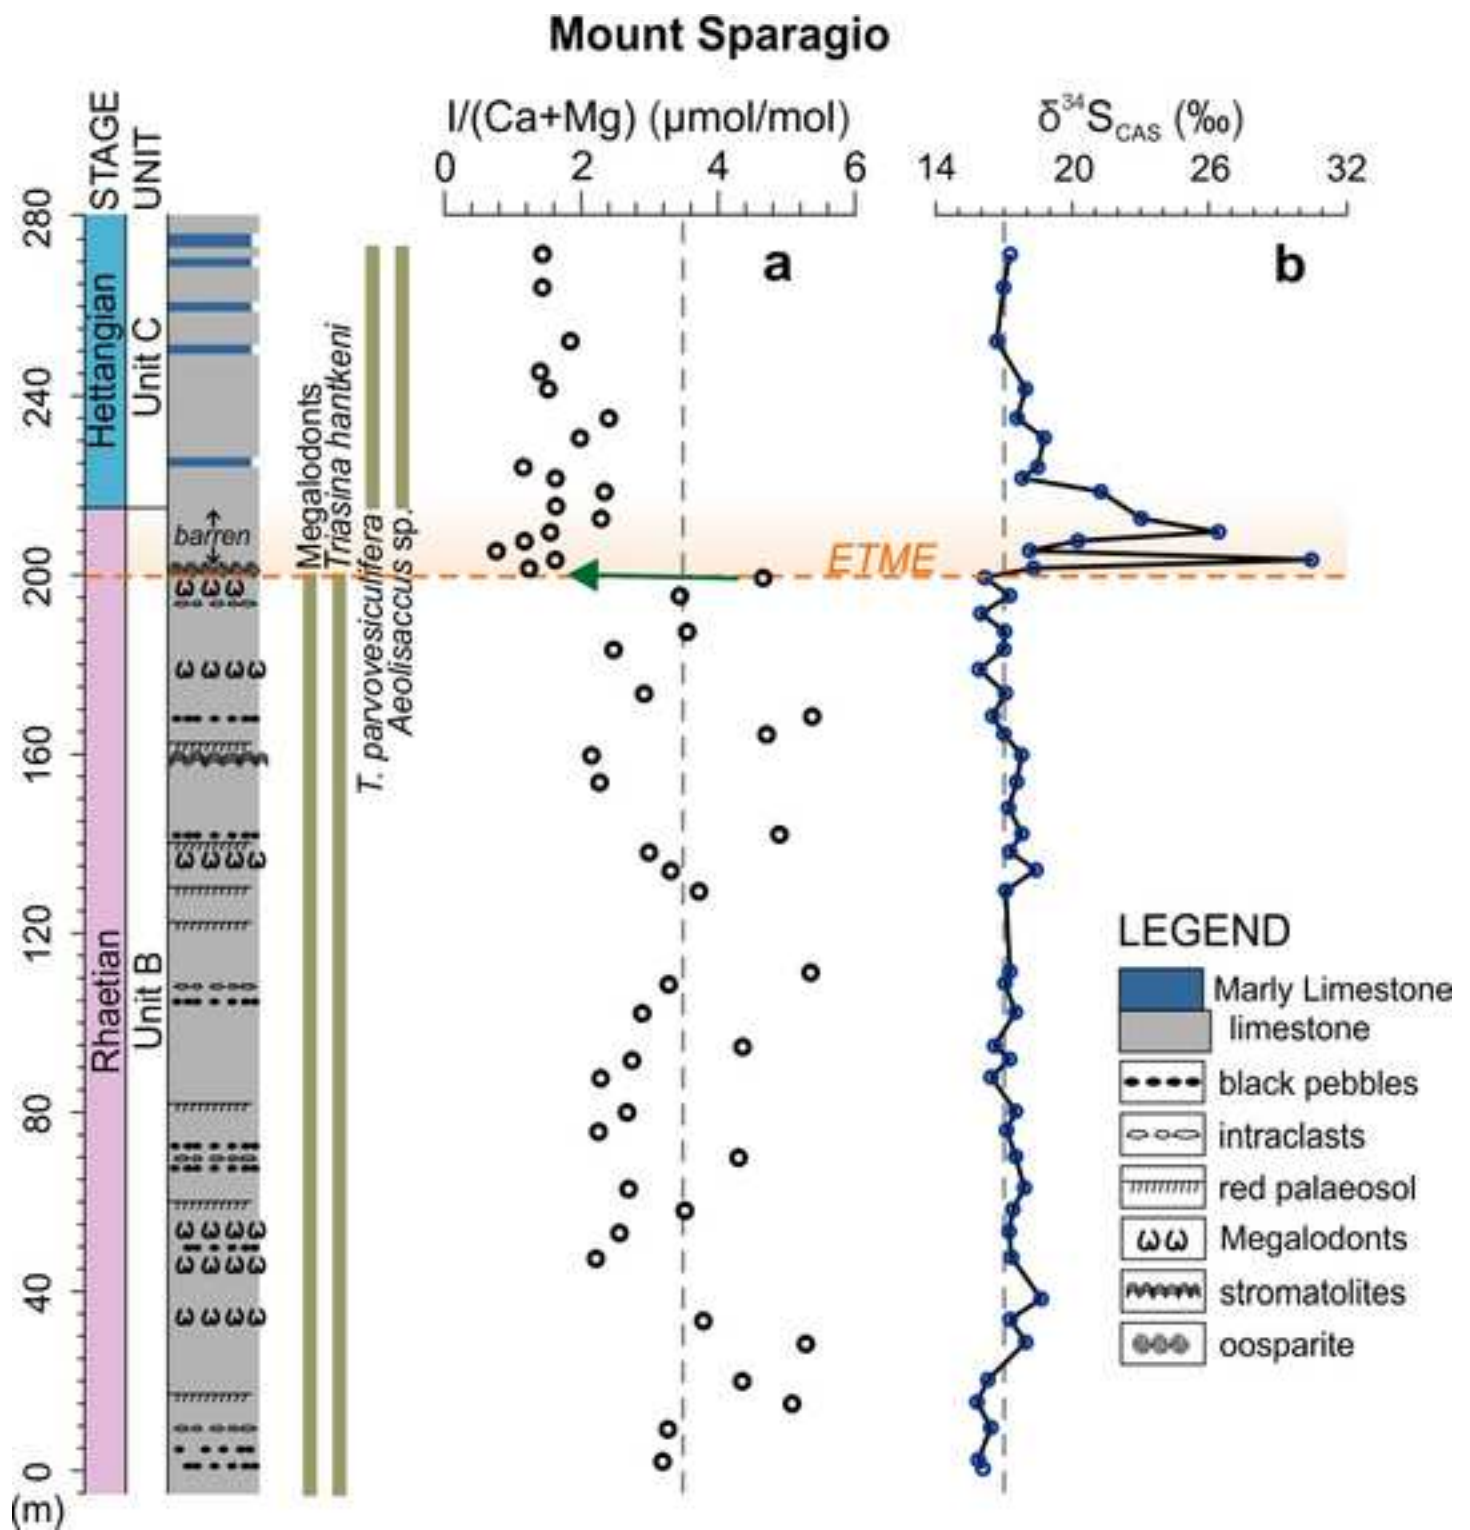 Mount Sparagio
STAGE
UNIT
I/(Ca+Mg) (μmol/mol)
δ³⁴S_CAS (‰)
0 2 4 6
14 20 26 32
a
b
280
240
200
160
120
80
40
0
(m)
Hettangian
Rhaetian
Unit C
Unit B
barren
Megalodonts
Triasina hantkeni
T. parvovesiculifera
Aeolisaccus sp.
ETME
LEGEND
Marly Limestone
limestone
black pebbles
intraclasts
red palaeosol
Megalodonts
stromatolites
oosparite